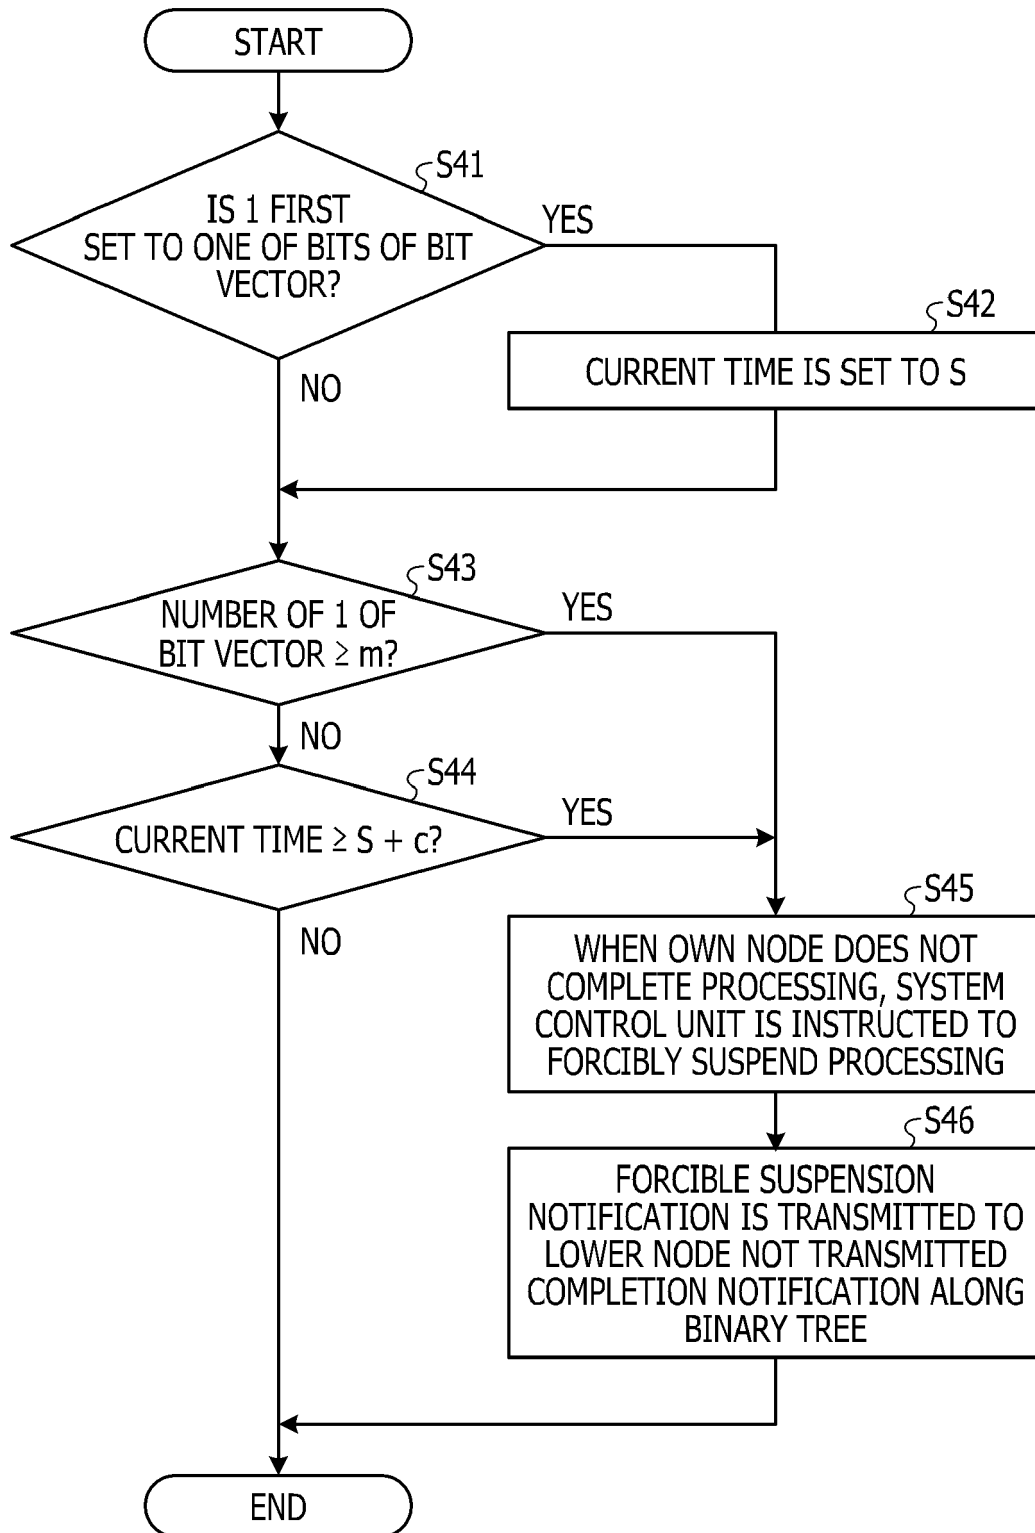 START
S41
IS 1 FIRST
SET TO ONE OF BITS OF BIT
VECTOR?
YES
S42
CURRENT TIME IS SET TO S
NO
S43
NUMBER OF 1 OF
BIT VECTOR ≥ m?
YES
NO
S44
CURRENT TIME ≥ S + c?
YES
NO
S45
WHEN OWN NODE DOES NOT
COMPLETE PROCESSING, SYSTEM
CONTROL UNIT IS INSTRUCTED TO
FORCIBLY SUSPEND PROCESSING
S46
FORCIBLE SUSPENSION
NOTIFICATION IS TRANSMITTED TO
LOWER NODE NOT TRANSMITTED
COMPLETION NOTIFICATION ALONG
BINARY TREE
END